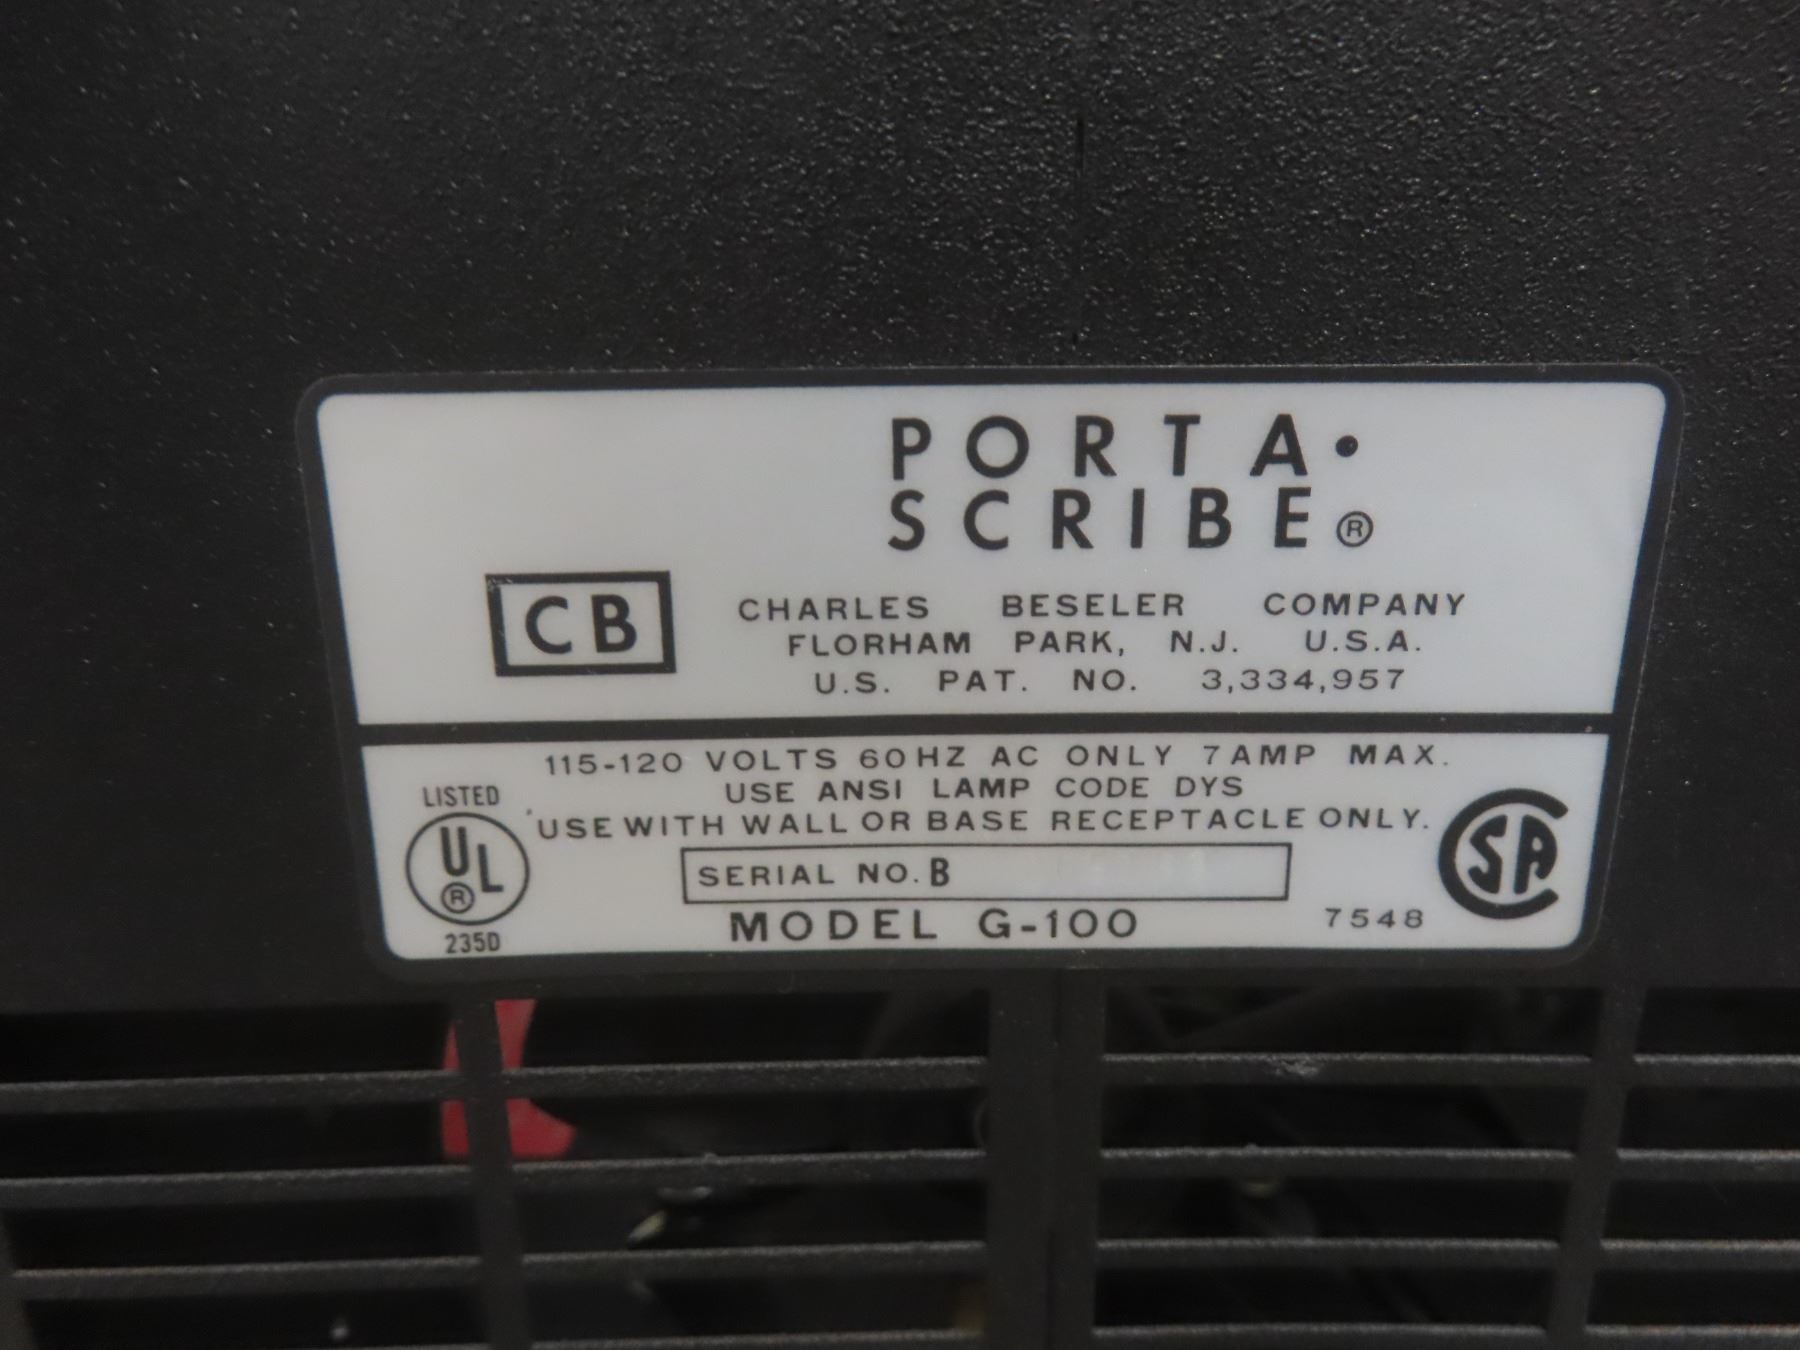 PORTA·
SCRIBE®
CB
CHARLES BESELER COMPANY
FLORHAM PARK, N.J. U.S.A.
U.S. PAT. NO. 3,334,957
115-120 VOLTS 60HZ AC ONLY 7 AMP MAX.
USE ANSI LAMP CODE DYS
USE WITH WALL OR BASE RECEPTACLE ONLY.
LISTED
UL®
235D
SERIAL NO. B
MODEL G-100
7548
SA